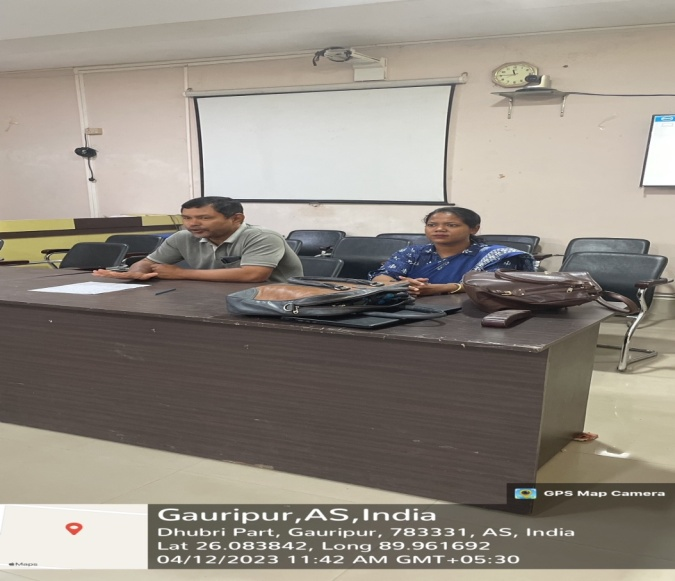 GPS Map Camera
Gauripur,AS,India
Dhubri Part, Gauripur, 783331, AS, India
Lat 26.083842, Long 89.961692
04/12/2023 11:42 AM GMT+05:30
Maps